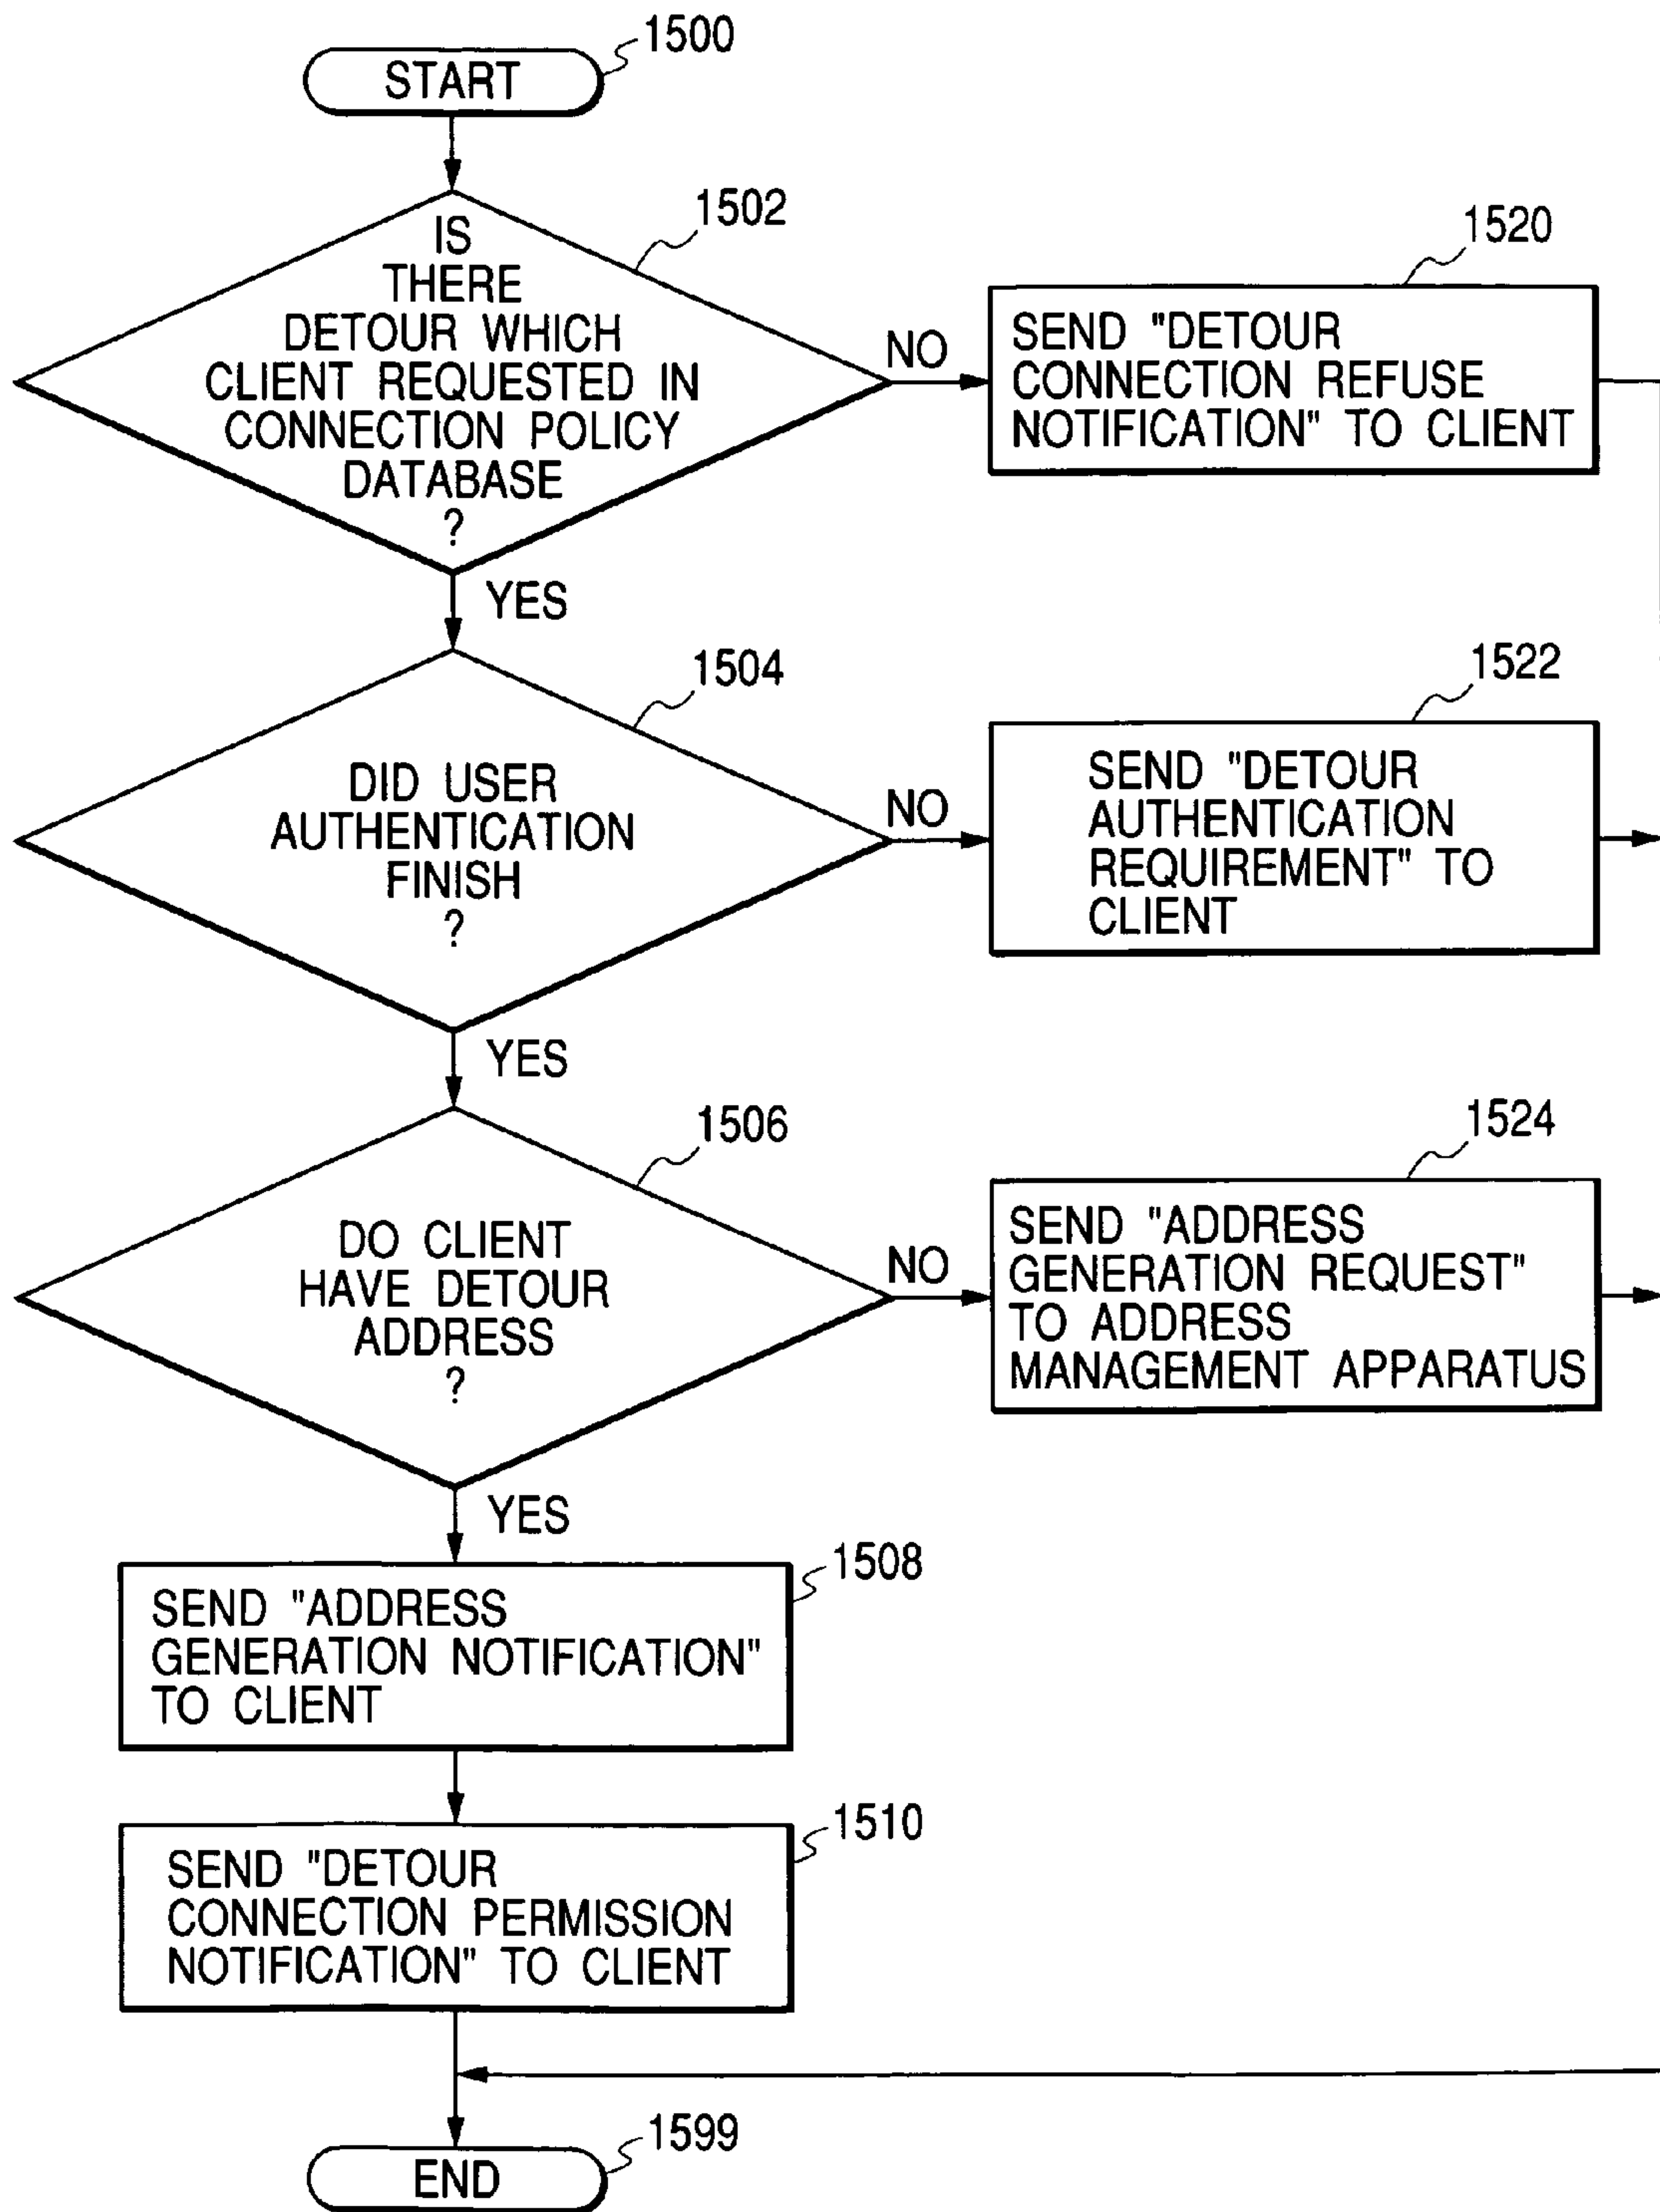 1500
START
1502
IS
THERE
DETOUR WHICH
CLIENT REQUESTED IN
CONNECTION POLICY
DATABASE
?
NO
1520
SEND "DETOUR
CONNECTION REFUSE
NOTIFICATION" TO CLIENT
YES
1504
DID USER
AUTHENTICATION
FINISH
?
NO
1522
SEND "DETOUR
AUTHENTICATION
REQUIREMENT" TO
CLIENT
YES
1506
DO CLIENT
HAVE DETOUR
ADDRESS
?
NO
1524
SEND "ADDRESS
GENERATION REQUEST"
TO ADDRESS
MANAGEMENT APPARATUS
YES
1508
SEND "ADDRESS
GENERATION NOTIFICATION"
TO CLIENT
1510
SEND "DETOUR
CONNECTION PERMISSION
NOTIFICATION" TO CLIENT
1599
END